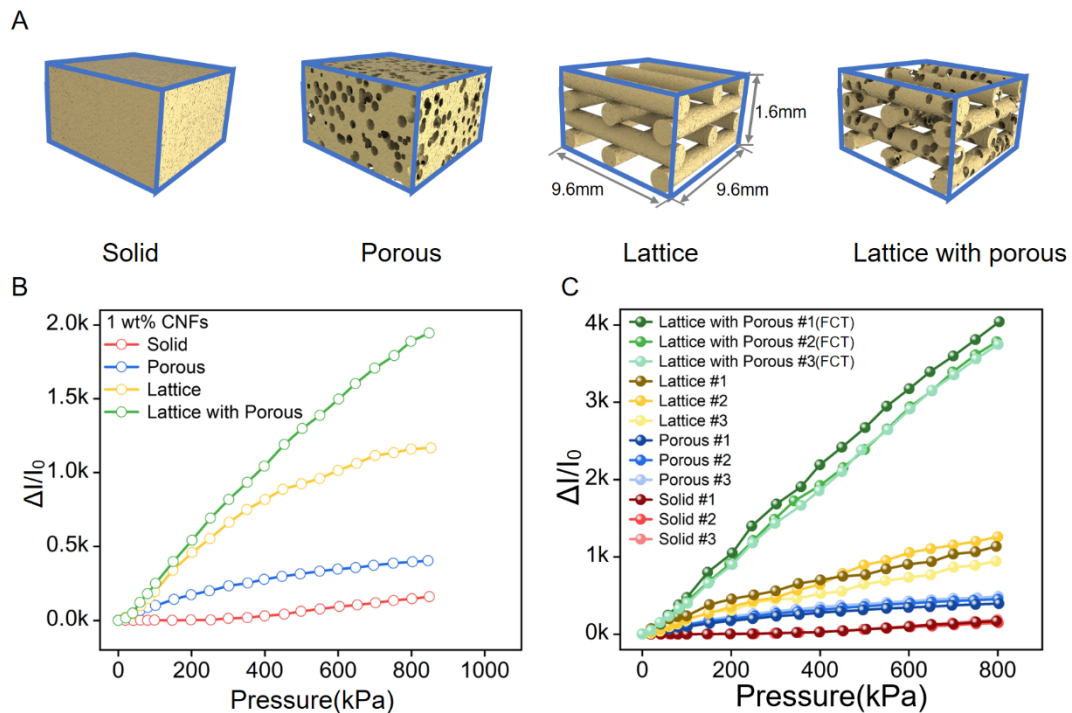 A
1.6mm
9.6mm
9.6mm
Solid
Porous
Lattice
Lattice with porous
B
1 wt% CNFs
Solid
Porous
Lattice
Lattice with Porous
2.0k
1.5k
1.0k
0.5k
0.0k
ΔI/I₀
0
200
400
600
800
1000
Pressure(kPa)
C
Lattice with Porous #1(FCT)
Lattice with Porous #2(FCT)
Lattice with Porous #3(FCT)
Lattice #1
Lattice #2
Lattice #3
Porous #1
Porous #2
Porous #3
Solid #1
Solid #2
Solid #3
4k
3k
2k
1k
0k
ΔI/I₀
0
200
400
600
800
Pressure(kPa)